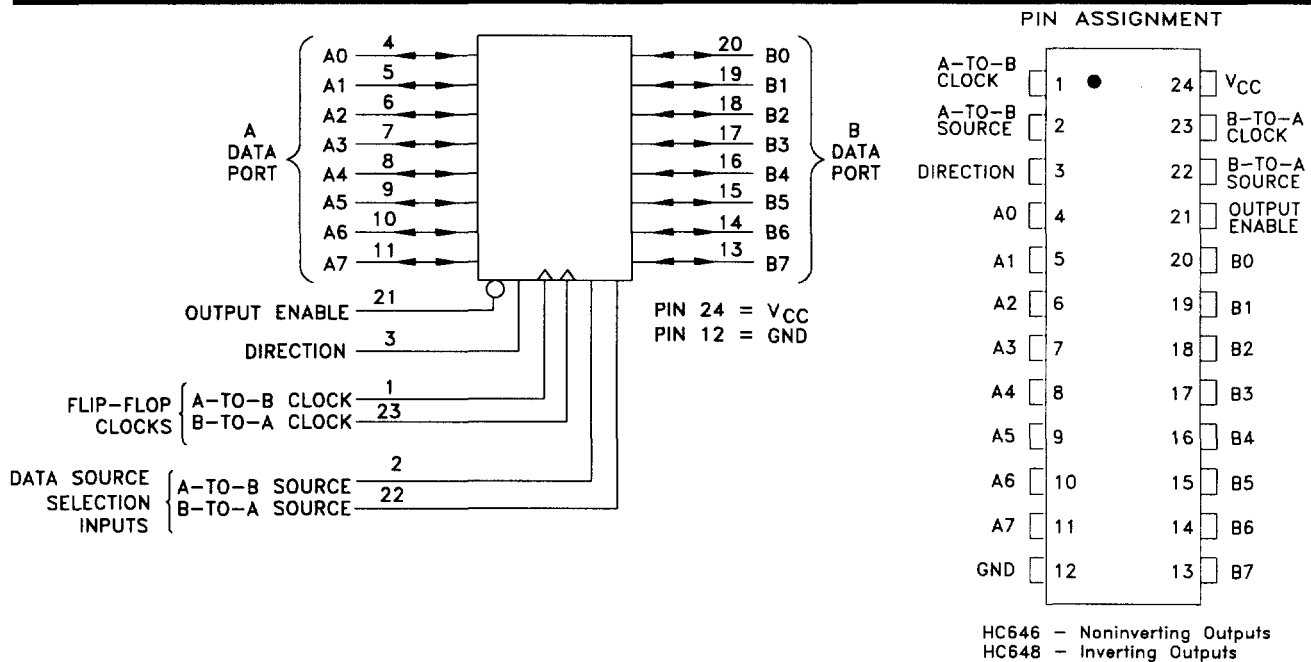 A0 4 20 B0
A1 5 19 B1
A2 6 18 B2
A3 7 17 B3
A4 8 16 B4
A5 9 15 B5
A6 10 14 B6
A7 11 13 B7
A
DATA
PORT
B
DATA
PORT
OUTPUT ENABLE 21
DIRECTION 3
FLIP-FLOP
CLOCKS
A-TO-B CLOCK 1
B-TO-A CLOCK 23
DATA SOURCE
SELECTION
INPUTS
A-TO-B SOURCE 2
B-TO-A SOURCE 22
PIN 24 = VCC
PIN 12 = GND
PIN ASSIGNMENT
A-TO-B
CLOCK 1 24 VCC
A-TO-B
SOURCE 2 23 B-TO-A
CLOCK
DIRECTION 3 22 B-TO-A
SOURCE
A0 4 21 OUTPUT
ENABLE
A1 5 20 B0
A2 6 19 B1
A3 7 18 B2
A4 8 17 B3
A5 9 16 B4
A6 10 15 B5
A7 11 14 B6
GND 12 13 B7
HC646 - Noninverting Outputs
HC648 - Inverting Outputs